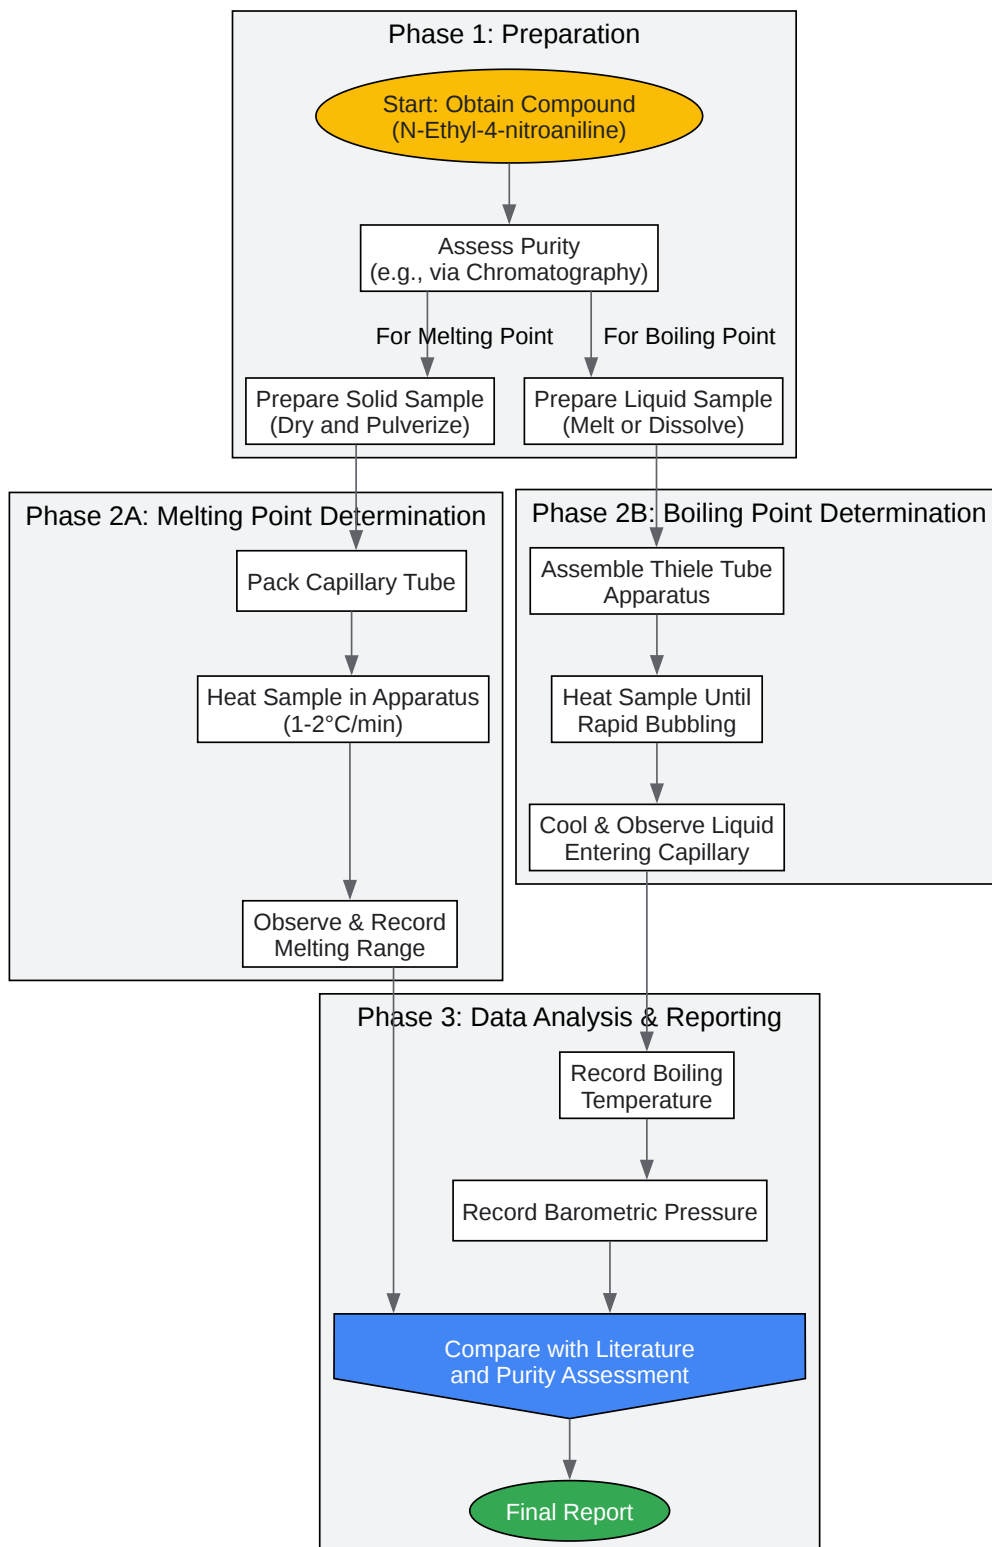 Phase 1: Preparation
Start: Obtain Compound
(N-Ethyl-4-nitroaniline)
Assess Purity
(e.g., via Chromatography)
For Melting Point
For Boiling Point
Prepare Solid Sample
(Dry and Pulverize)
Prepare Liquid Sample
(Melt or Dissolve)
Phase 2A: Melting Point Determination
Pack Capillary Tube
Heat Sample in Apparatus
(1-2°C/min)
Observe & Record
Melting Range
Phase 2B: Boiling Point Determination
Assemble Thiele Tube
Apparatus
Heat Sample Until
Rapid Bubbling
Cool & Observe Liquid
Entering Capillary
Phase 3: Data Analysis & Reporting
Record Boiling
Temperature
Record Barometric Pressure
Compare with Literature
and Purity Assessment
Final Report